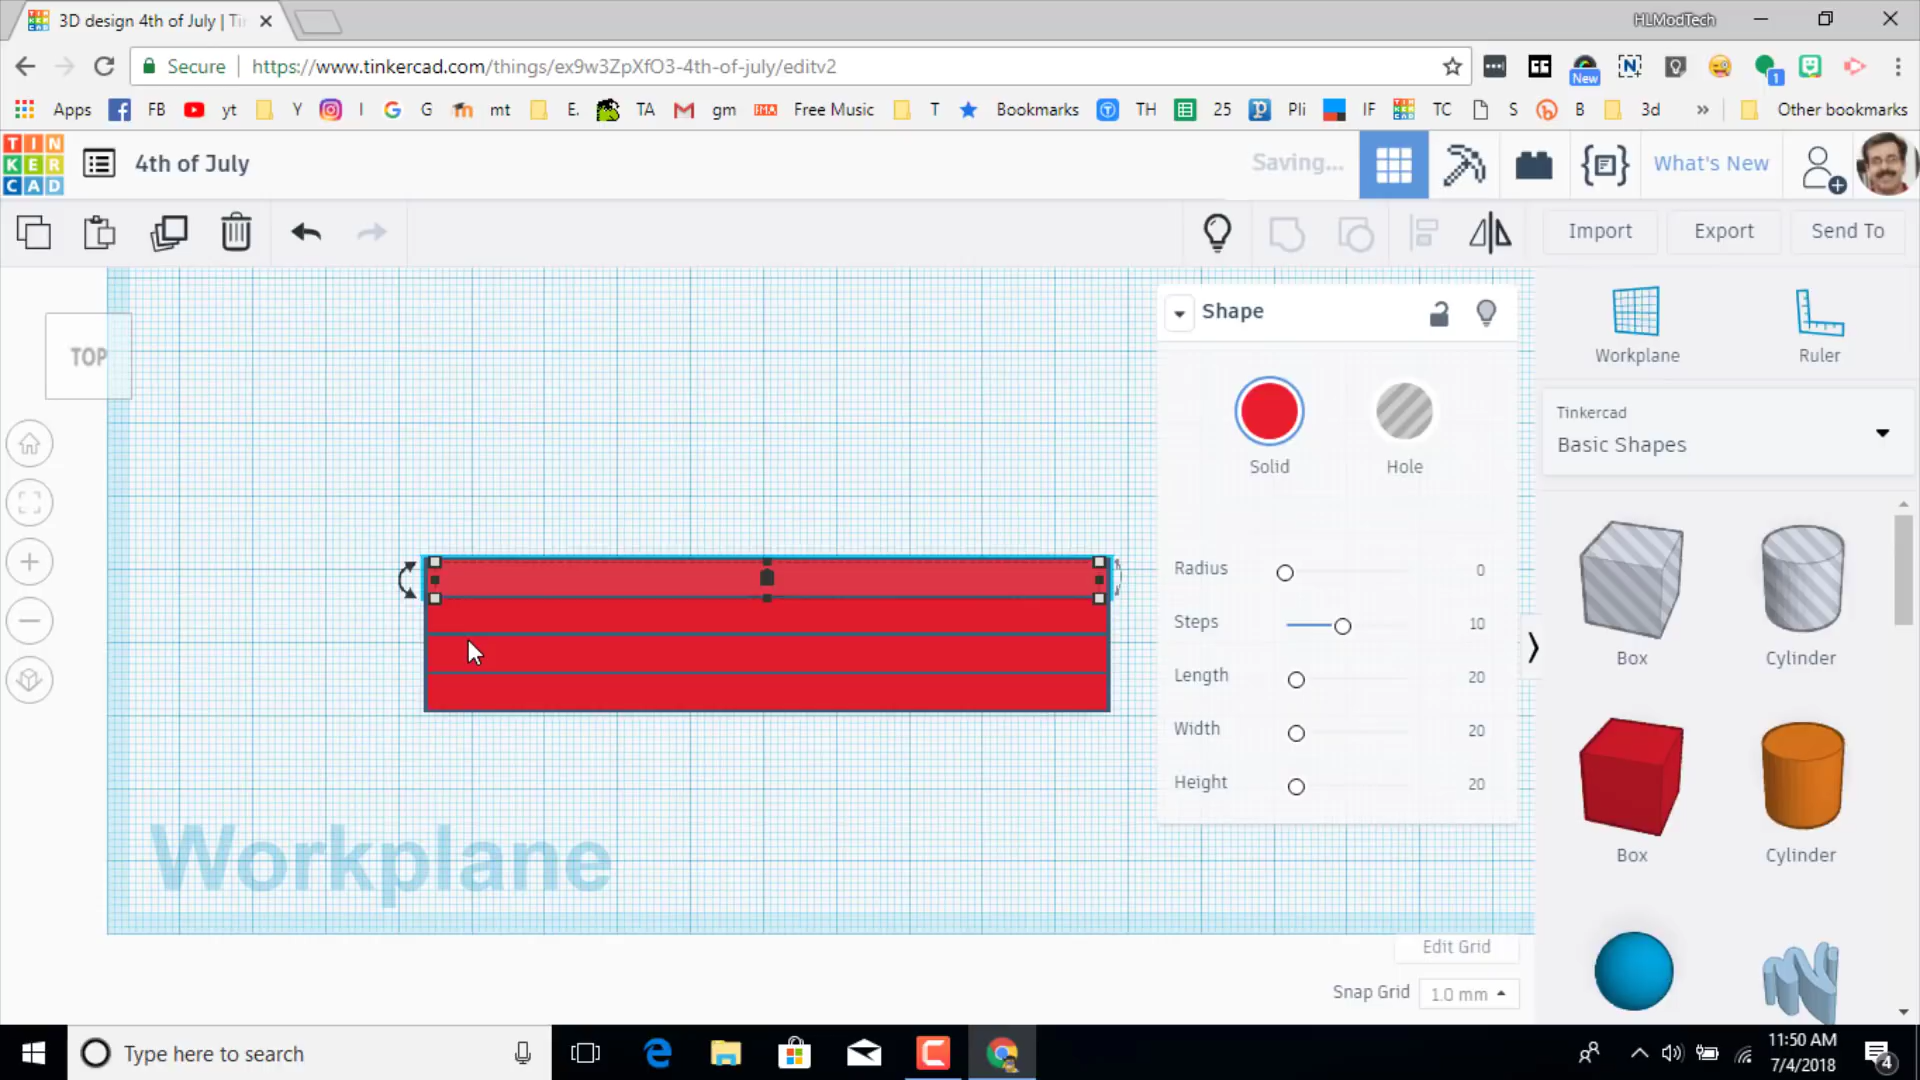 3D design 4th of July | Ti
HLModTech
Secure
https://www.tinkercad.com/things/ex9w3ZpXfO3-4th-of-july/editv2
New
1
Apps FB yt Y I G mt E. TA gm Free Music T Bookmarks TH 25 Pli IF TC S B 3d » Other bookmarks
TIN
KER
CAD
4th of July
Saving...
What's New
Import
Export
Send To
TOP
Workplane
Shape
Solid
Hole
Radius 0
Steps 10
Length 20
Width 20
Height 20
Edit Grid
Snap Grid 1.0 mm
Workplane
Ruler
Tinkercad
Basic Shapes
Box
Cylinder
Box
Cylinder
Type here to search
11:50 AM
7/4/2018
4